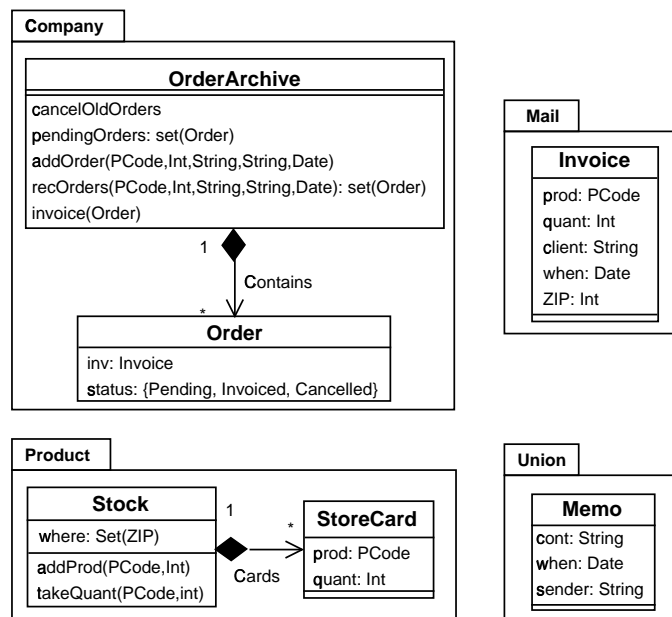 Company
OrderArchive
cancelOldOrders
pendingOrders: set(Order)
addOrder(PCode,Int,String,String,Date)
recOrders(PCode,Int,String,String,Date): set(Order)
invoice(Order)
1
Contains
*
Order
inv: Invoice
status: {Pending, Invoiced, Cancelled}
Mail
Invoice
prod: PCode
quant: Int
client: String
when: Date
ZIP: Int
Product
Stock
where: Set(ZIP)
addProd(PCode,Int)
takeQuant(PCode,int)
1
*
Cards
StoreCard
prod: PCode
quant: Int
Union
Memo
cont: String
when: Date
sender: String